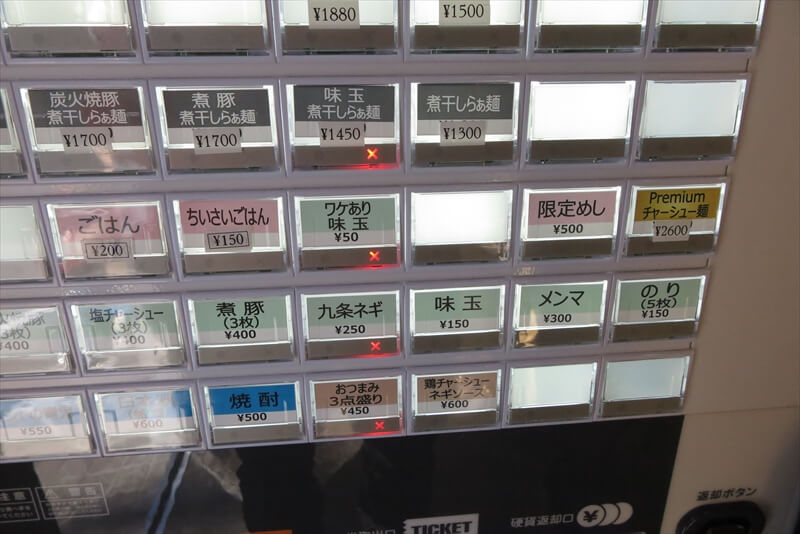 ¥1880
¥1500
炭火焼豚
煮干しらぁ麺
¥1700
煮豚
煮干しらぁ麺
¥1700
味玉
煮干しらぁ麺
¥1450
煮干しらぁ麺
¥1300
ごはん
¥200
ちいさいごはん
¥150
ワケあり
味玉
¥50
限定めし
¥500
Premium
チャーシュー麺
¥2600
塩チャーシュー
(3枚)
¥400
煮豚
(3枚)
¥400
九条ネギ
¥250
味玉
¥150
メンマ
¥300
のり
(5枚)
¥150
¥550
¥600
焼酎
¥500
おつまみ
3点盛り
¥450
鶏チャーシュー
ネギソース
¥600
注意
警告
TICKET
硬貨返却口
¥
返却ボタン